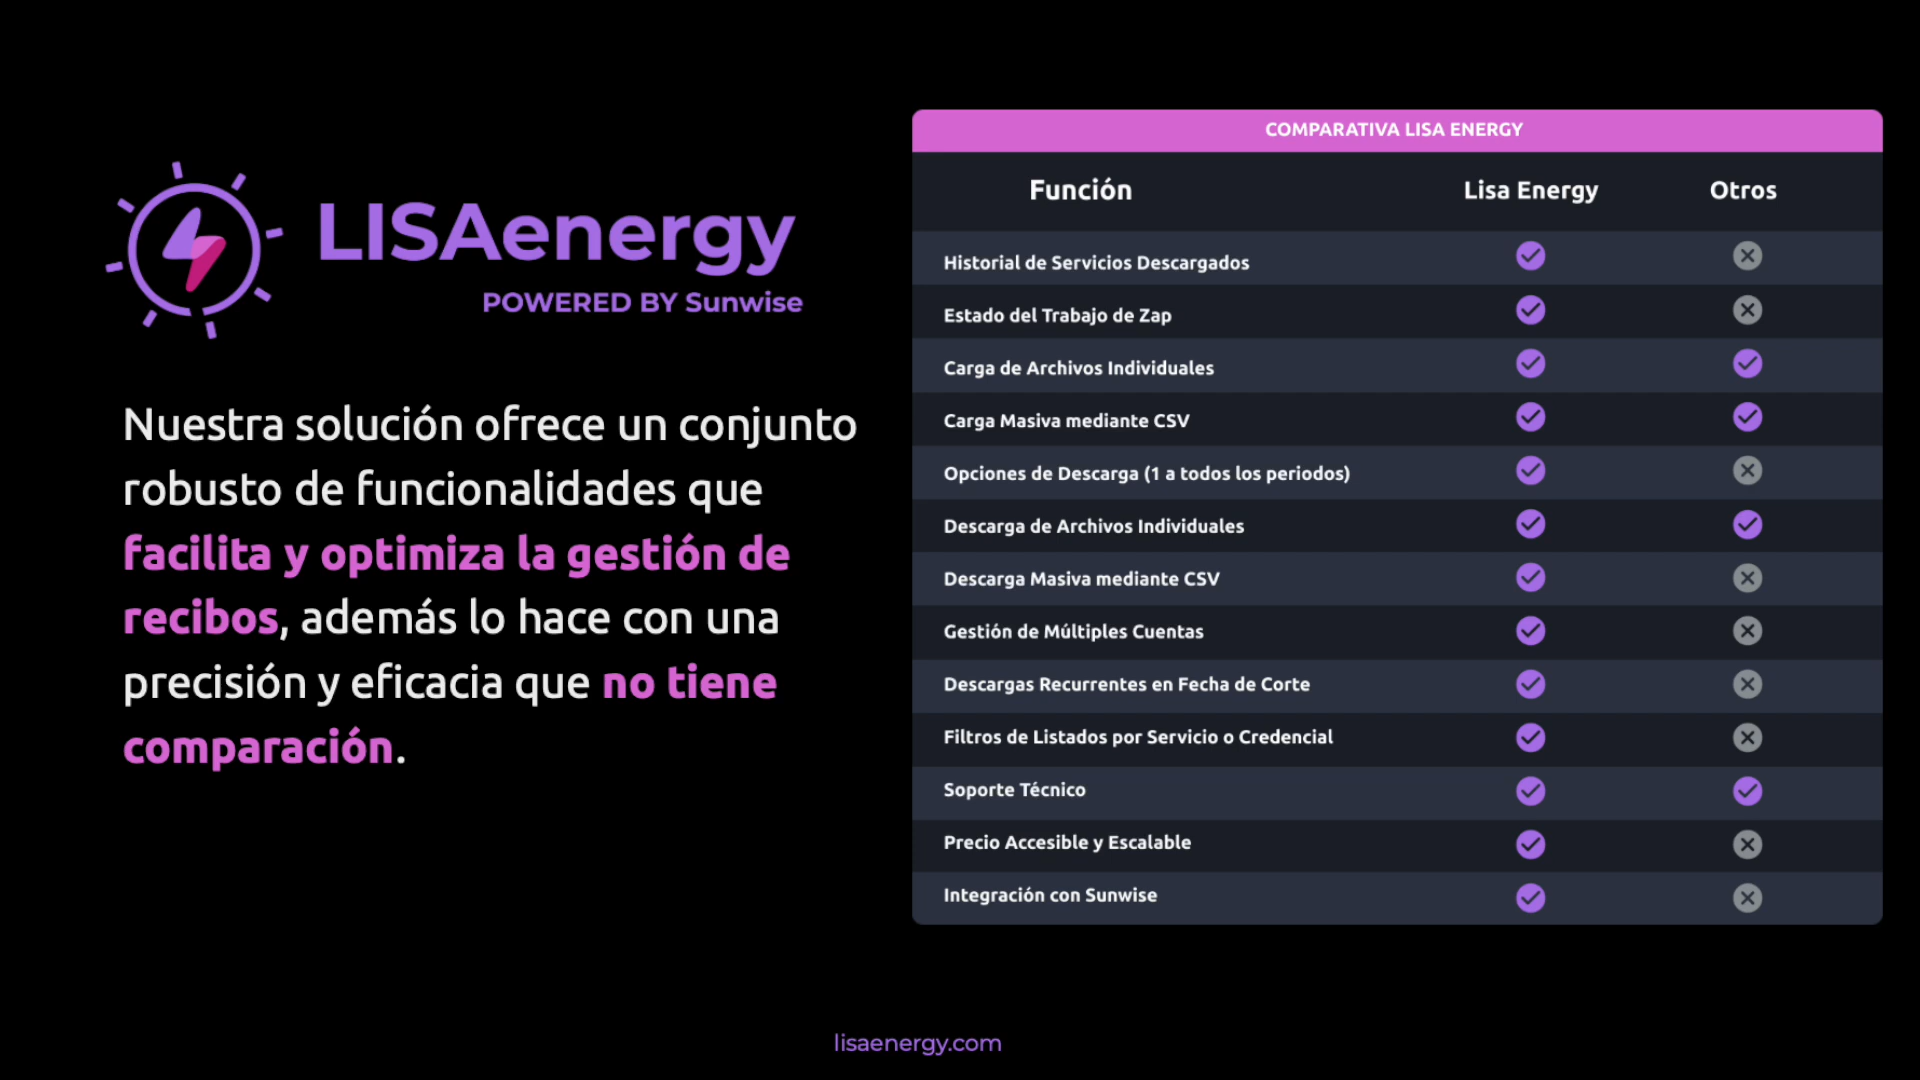 LISAenergy
POWERED BY Sunwise
Nuestra solución ofrece un conjunto
robusto de funcionalidades que
facilita y optimiza la gestión de
recibos, además lo hace con una
precisión y eficacia que no tiene
comparación.
COMPARATIVA LISA ENERGY
Función Lisa Energy Otros
Historial de Servicios Descargados
Estado del Trabajo de Zap
Carga de Archivos Individuales
Carga Masiva mediante CSV
Opciones de Descarga (1 a todos los periodos)
Descarga de Archivos Individuales
Descarga Masiva mediante CSV
Gestión de Múltiples Cuentas
Descargas Recurrentes en Fecha de Corte
Filtros de Listados por Servicio o Credencial
Soporte Técnico
Precio Accesible y Escalable
Integración con Sunwise
lisaenergy.com